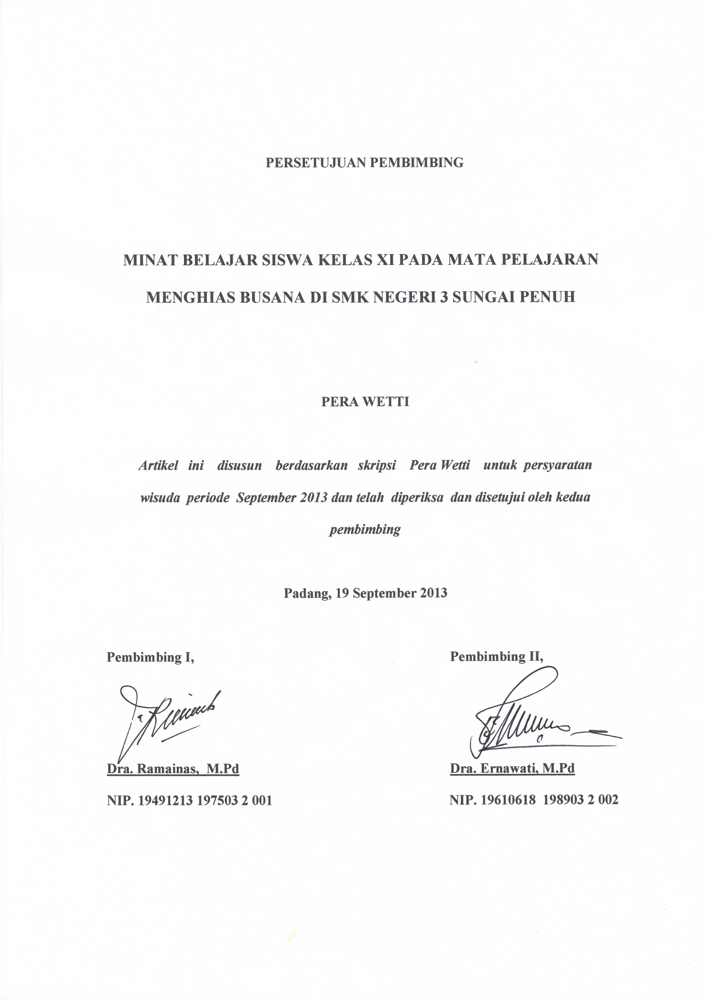 PERSETUJUAN PEMBIMBING
MINAT BELAJAR SISWA KELAS XI PADA MATA PELAJARAN
MENGHIAS BUSANA DI SMK NEGERI 3 SUNGAI PENUH
PERA WETTI
Artikel ini disusun berdasarkan skripsi Pera Wetti untuk persyaratan
wisuda periode September 2013 dan telah diperiksa dan disetujui oleh kedua
pembimbing
Padang, 19 September 2013
Pembimbing I,
Pembimbing II,
Dra. Ramainas, M.Pd
Dra. Ernawati, M.Pd
NIP. 19491213 197503 2 001
NIP. 19610618 198903 2 002